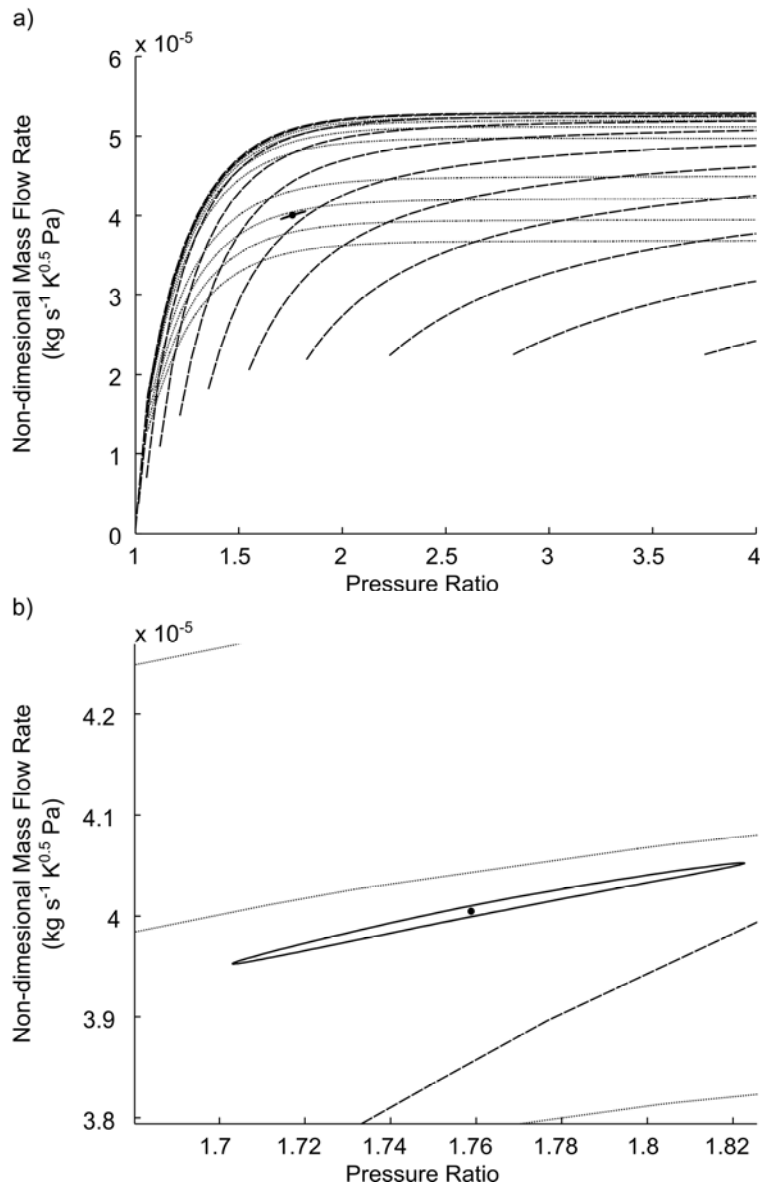 a)
x 10⁻⁵
6
5
4
3
2
1
0
Non-dimesional Mass Flow Rate
(kg s⁻¹ K⁰·⁵ Pa)
1 1.5 2 2.5 3 3.5 4
Pressure Ratio
b)
x 10⁻⁵
4.2
4.1
4
3.9
3.8
Non-dimesional Mass Flow Rate
(kg s⁻¹ K⁰·⁵ Pa)
1.7 1.72 1.74 1.76 1.78 1.8 1.82
Pressure Ratio